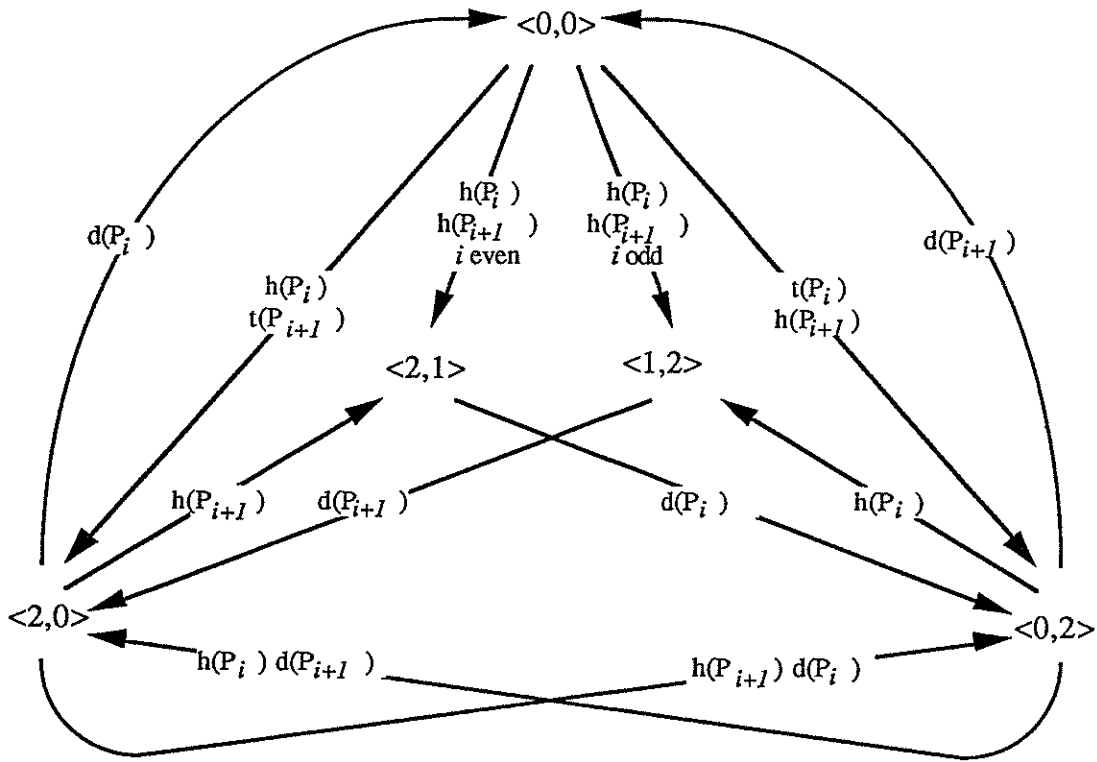 <0,0>
h(Pi)
h(Pi+1)
i even
h(Pi)
h(Pi+1)
i odd
d(Pi)
d(Pi+1)
h(Pi)
t(Pi+1)
t(Pi)
h(Pi+1)
<2,1>
<1,2>
h(Pi+1)
d(Pi+1)
d(Pi)
h(Pi)
<2,0>
<0,2>
h(Pi) d(Pi+1)
h(Pi+1) d(Pi)